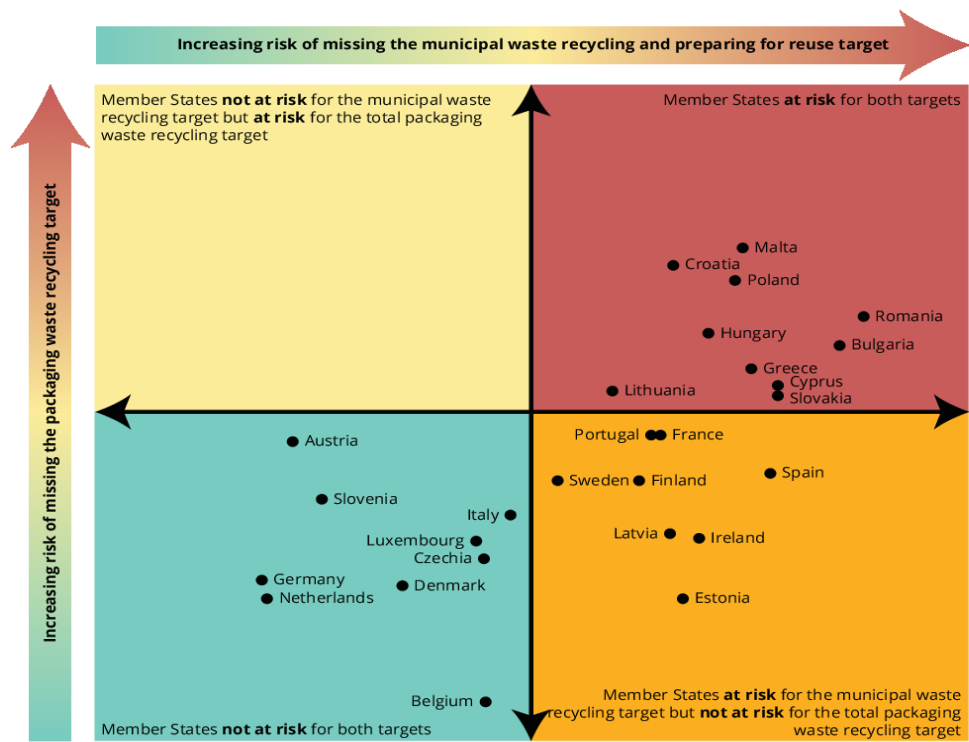 Increasing risk of missing the municipal waste recycling and preparing for reuse target
Increasing risk of missing the packaging waste recycling target
Member States not at risk for the municipal waste
recycling target but at risk for the total packaging
waste recycling target
Member States at risk for both targets
Malta
Croatia
Poland
Romania
Hungary
Bulgaria
Greece
Cyprus
Lithuania
Slovakia
Austria
Portugal
France
Spain
Sweden
Finland
Slovenia
Italy
Latvia
Ireland
Luxembourg
Czechia
Germany
Denmark
Netherlands
Estonia
Belgium
Member States not at risk for both targets
Member States at risk for the municipal waste
recycling target but not at risk for the total packaging
waste recycling target